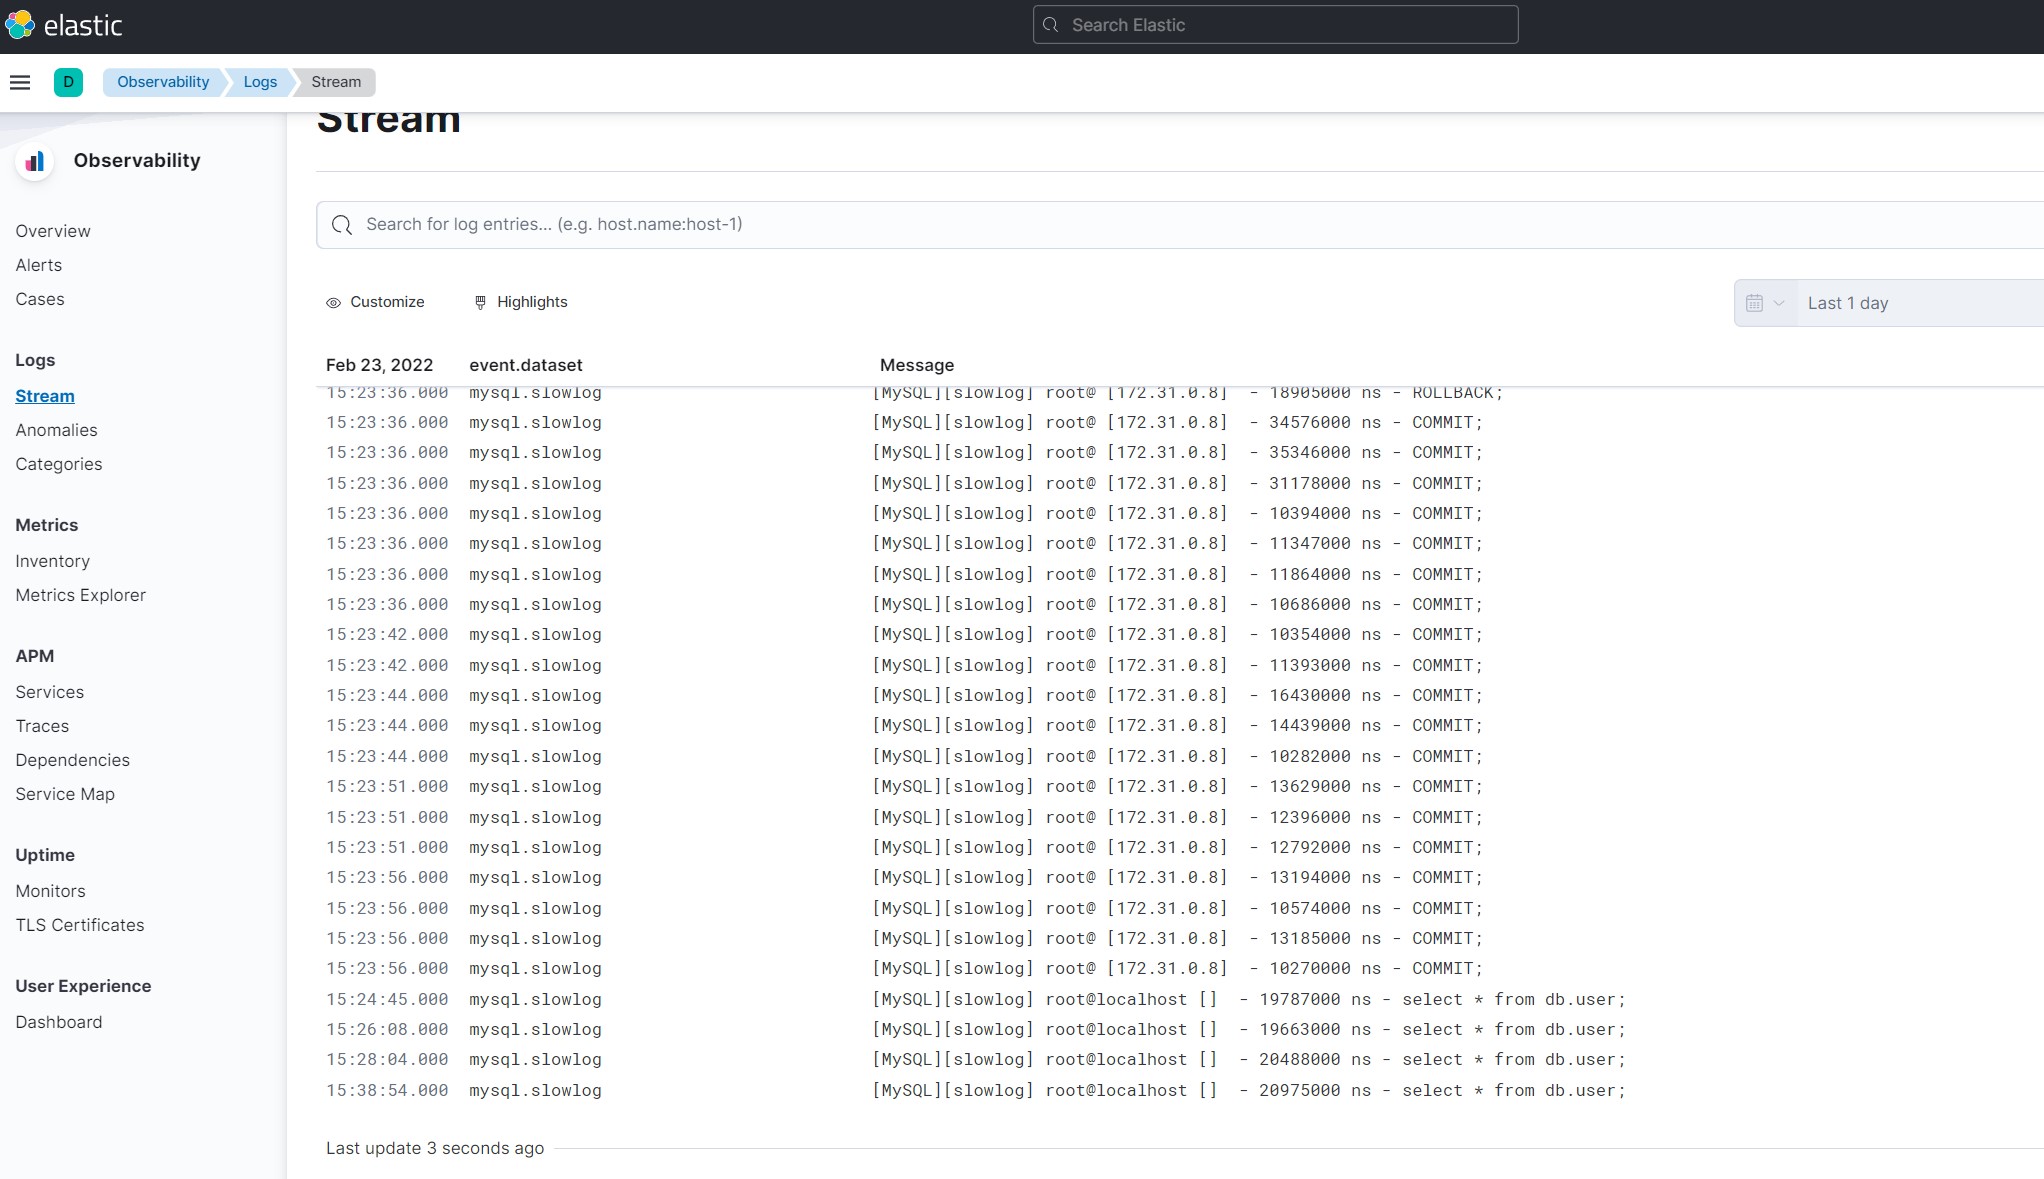 elastic
Search Elastic
D
Observability
Logs
Stream
Stream
Observability
Overview
Alerts
Cases
Logs
Stream
Anomalies
Categories
Metrics
Inventory
Metrics Explorer
APM
Services
Traces
Dependencies
Service Map
Uptime
Monitors
TLS Certificates
User Experience
Dashboard
Search for log entries... (e.g. host.name:host-1)
Customize
Highlights
Last 1 day
Feb 23, 2022 event.dataset Message
15:23:36.000 mysql.slowlog [MySQL][slowlog] root@ [172.31.0.8]  - 18905000 ns - ROLLBACK;
15:23:36.000 mysql.slowlog [MySQL][slowlog] root@ [172.31.0.8]  - 34576000 ns - COMMIT;
15:23:36.000 mysql.slowlog [MySQL][slowlog] root@ [172.31.0.8]  - 35346000 ns - COMMIT;
15:23:36.000 mysql.slowlog [MySQL][slowlog] root@ [172.31.0.8]  - 31178000 ns - COMMIT;
15:23:36.000 mysql.slowlog [MySQL][slowlog] root@ [172.31.0.8]  - 10394000 ns - COMMIT;
15:23:36.000 mysql.slowlog [MySQL][slowlog] root@ [172.31.0.8]  - 11347000 ns - COMMIT;
15:23:36.000 mysql.slowlog [MySQL][slowlog] root@ [172.31.0.8]  - 11864000 ns - COMMIT;
15:23:36.000 mysql.slowlog [MySQL][slowlog] root@ [172.31.0.8]  - 10686000 ns - COMMIT;
15:23:42.000 mysql.slowlog [MySQL][slowlog] root@ [172.31.0.8]  - 10354000 ns - COMMIT;
15:23:42.000 mysql.slowlog [MySQL][slowlog] root@ [172.31.0.8]  - 11393000 ns - COMMIT;
15:23:44.000 mysql.slowlog [MySQL][slowlog] root@ [172.31.0.8]  - 16430000 ns - COMMIT;
15:23:44.000 mysql.slowlog [MySQL][slowlog] root@ [172.31.0.8]  - 14439000 ns - COMMIT;
15:23:44.000 mysql.slowlog [MySQL][slowlog] root@ [172.31.0.8]  - 10282000 ns - COMMIT;
15:23:51.000 mysql.slowlog [MySQL][slowlog] root@ [172.31.0.8]  - 13629000 ns - COMMIT;
15:23:51.000 mysql.slowlog [MySQL][slowlog] root@ [172.31.0.8]  - 12396000 ns - COMMIT;
15:23:51.000 mysql.slowlog [MySQL][slowlog] root@ [172.31.0.8]  - 12792000 ns - COMMIT;
15:23:56.000 mysql.slowlog [MySQL][slowlog] root@ [172.31.0.8]  - 13194000 ns - COMMIT;
15:23:56.000 mysql.slowlog [MySQL][slowlog] root@ [172.31.0.8]  - 10574000 ns - COMMIT;
15:23:56.000 mysql.slowlog [MySQL][slowlog] root@ [172.31.0.8]  - 13185000 ns - COMMIT;
15:23:56.000 mysql.slowlog [MySQL][slowlog] root@ [172.31.0.8]  - 10270000 ns - COMMIT;
15:24:45.000 mysql.slowlog [MySQL][slowlog] root@localhost []  - 19787000 ns - select * from db.user;
15:26:08.000 mysql.slowlog [MySQL][slowlog] root@localhost []  - 19663000 ns - select * from db.user;
15:28:04.000 mysql.slowlog [MySQL][slowlog] root@localhost []  - 20488000 ns - select * from db.user;
15:38:54.000 mysql.slowlog [MySQL][slowlog] root@localhost []  - 20975000 ns - select * from db.user;
Last update 3 seconds ago